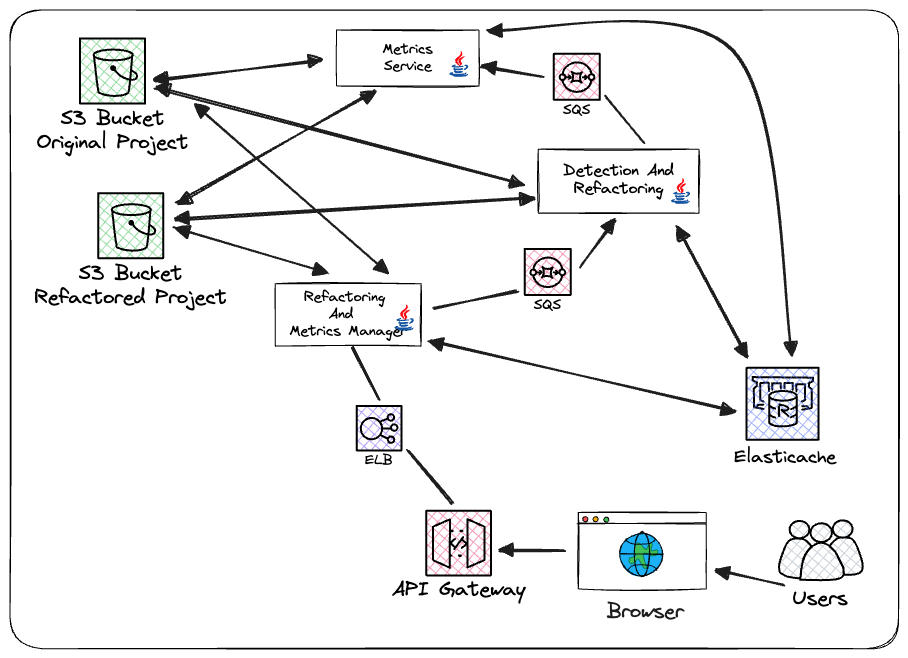 Metrics
Service
S3 Bucket
Original Project
SQS
Detection And
Refactoring
S3 Bucket
Refactored Project
SQS
Refactoring
And
Metrics Manager
R
Elasticache
ELB
</>
API Gateway
Browser
Users